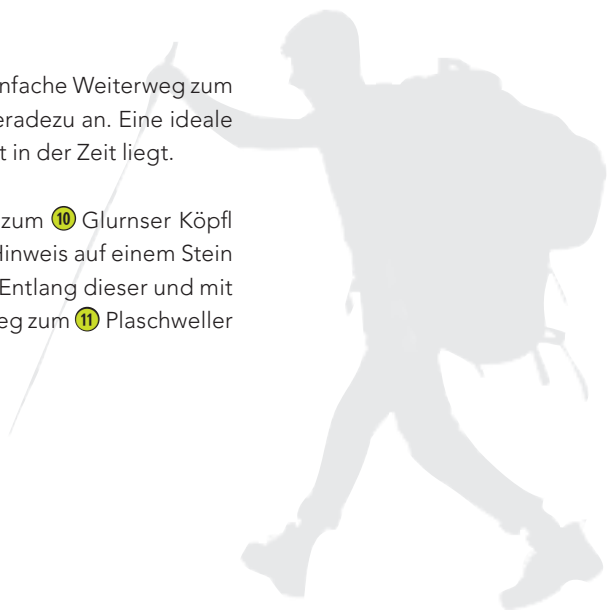 nfache Weiterweg zum
eradezu an. Eine ideale
t in der Zeit liegt.
zum 10 Glurnser Köpfl
Hinweis auf einem Stein
Entlang dieser und mit
eg zum 11 Plaschweller